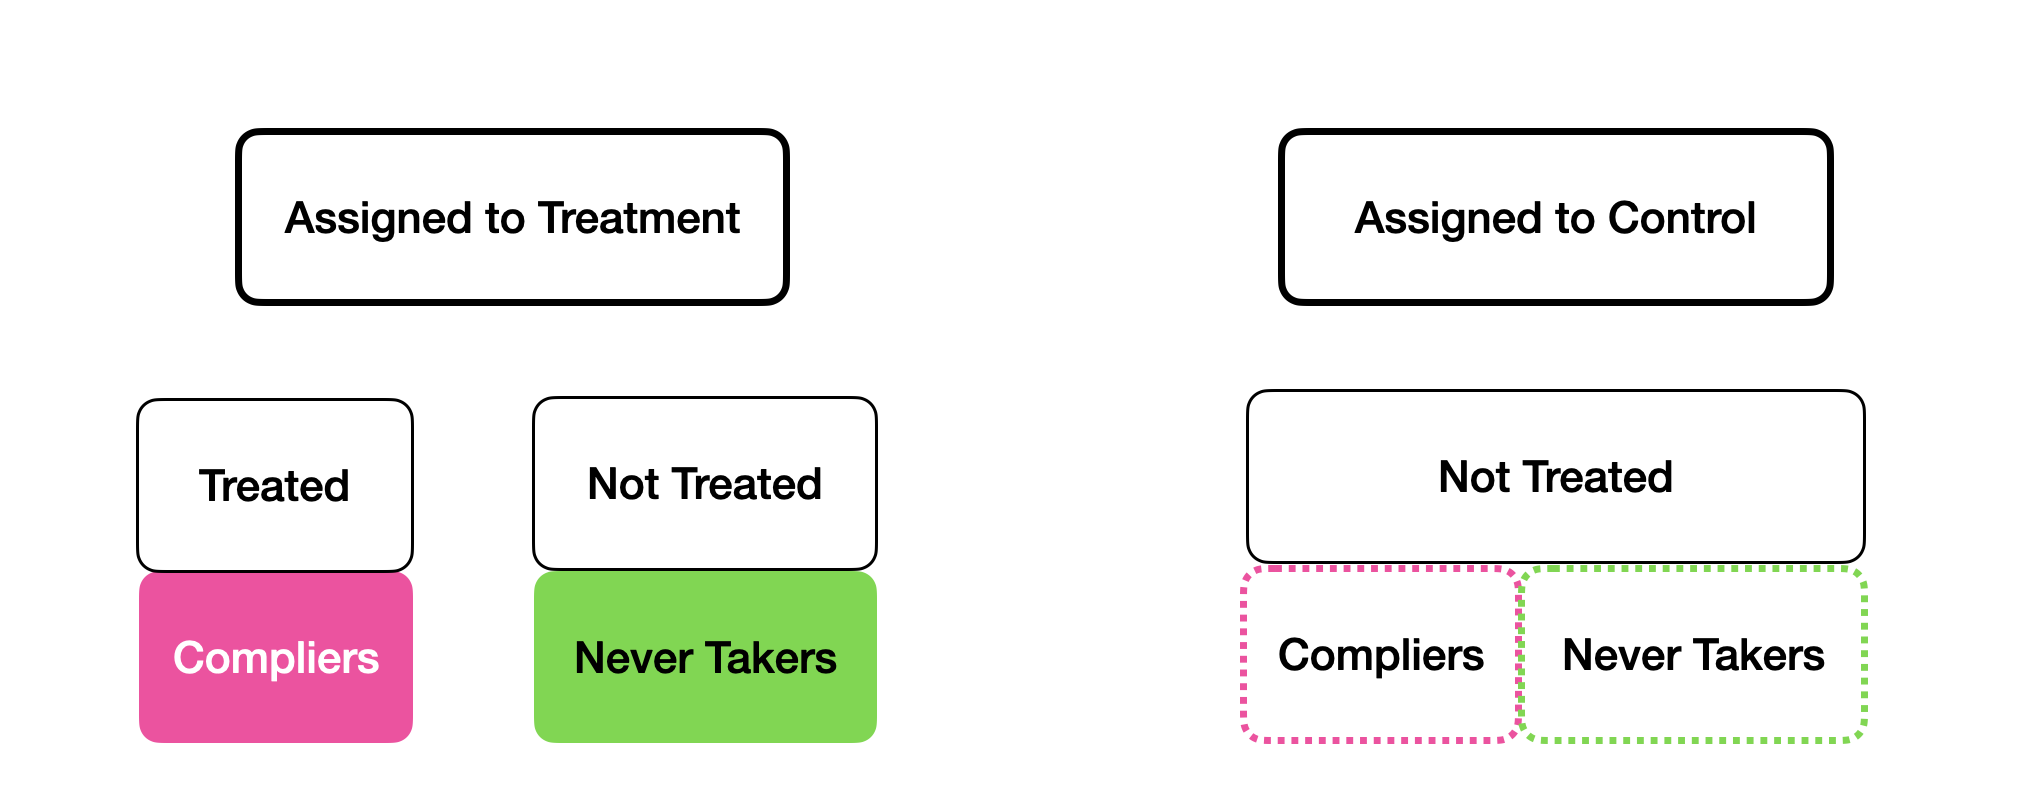 Assigned to Treatment
Assigned to Control
Treated
Not Treated
Not Treated
Compliers
Never Takers
Compliers
Never Takers